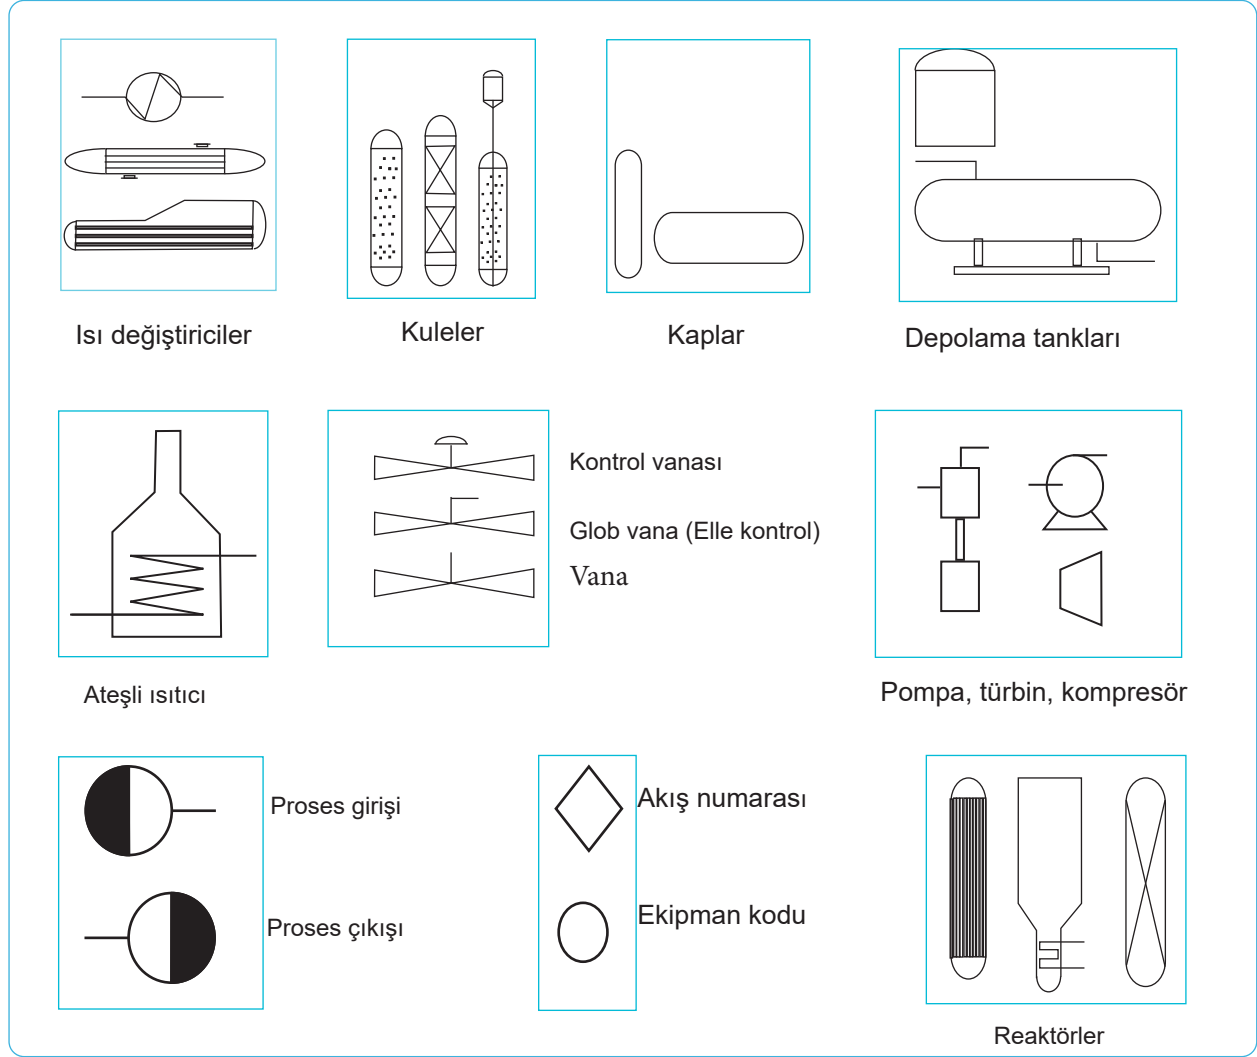 Isı değiştiriciler
Kuleler
Kaplar
Depolama tankları
Kontrol vanası
Glob vana (Elle kontrol)
Vana
Ateşli ısıtıcı
Pompa, türbin, kompresör
Proses girişi
Akış numarası
Proses çıkışı
Ekipman kodu
Reaktörler